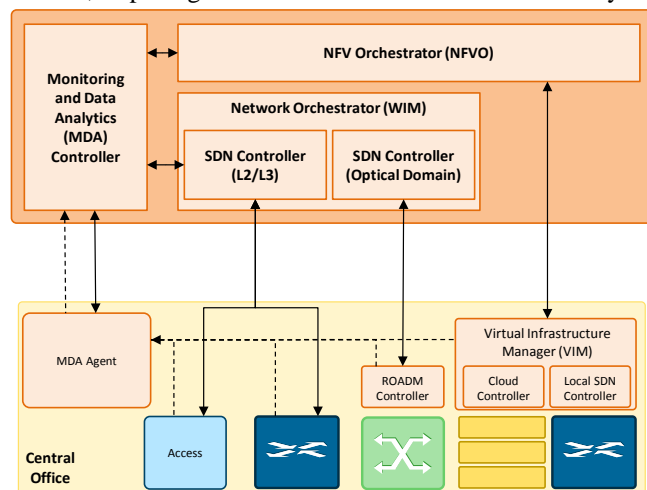 NFV Orchestrator (NFVO)
Monitoring
and Data
Analytics
(MDA)
Controller
Network Orchestrator (WIM)
SDN Controller
(L2/L3)
SDN Controller
(Optical Domain)
MDA Agent
Virtual Infrastructure
Manager (VIM)
ROADM
Controller
Cloud
Controller
Local SDN
Controller
Access
Central
Office